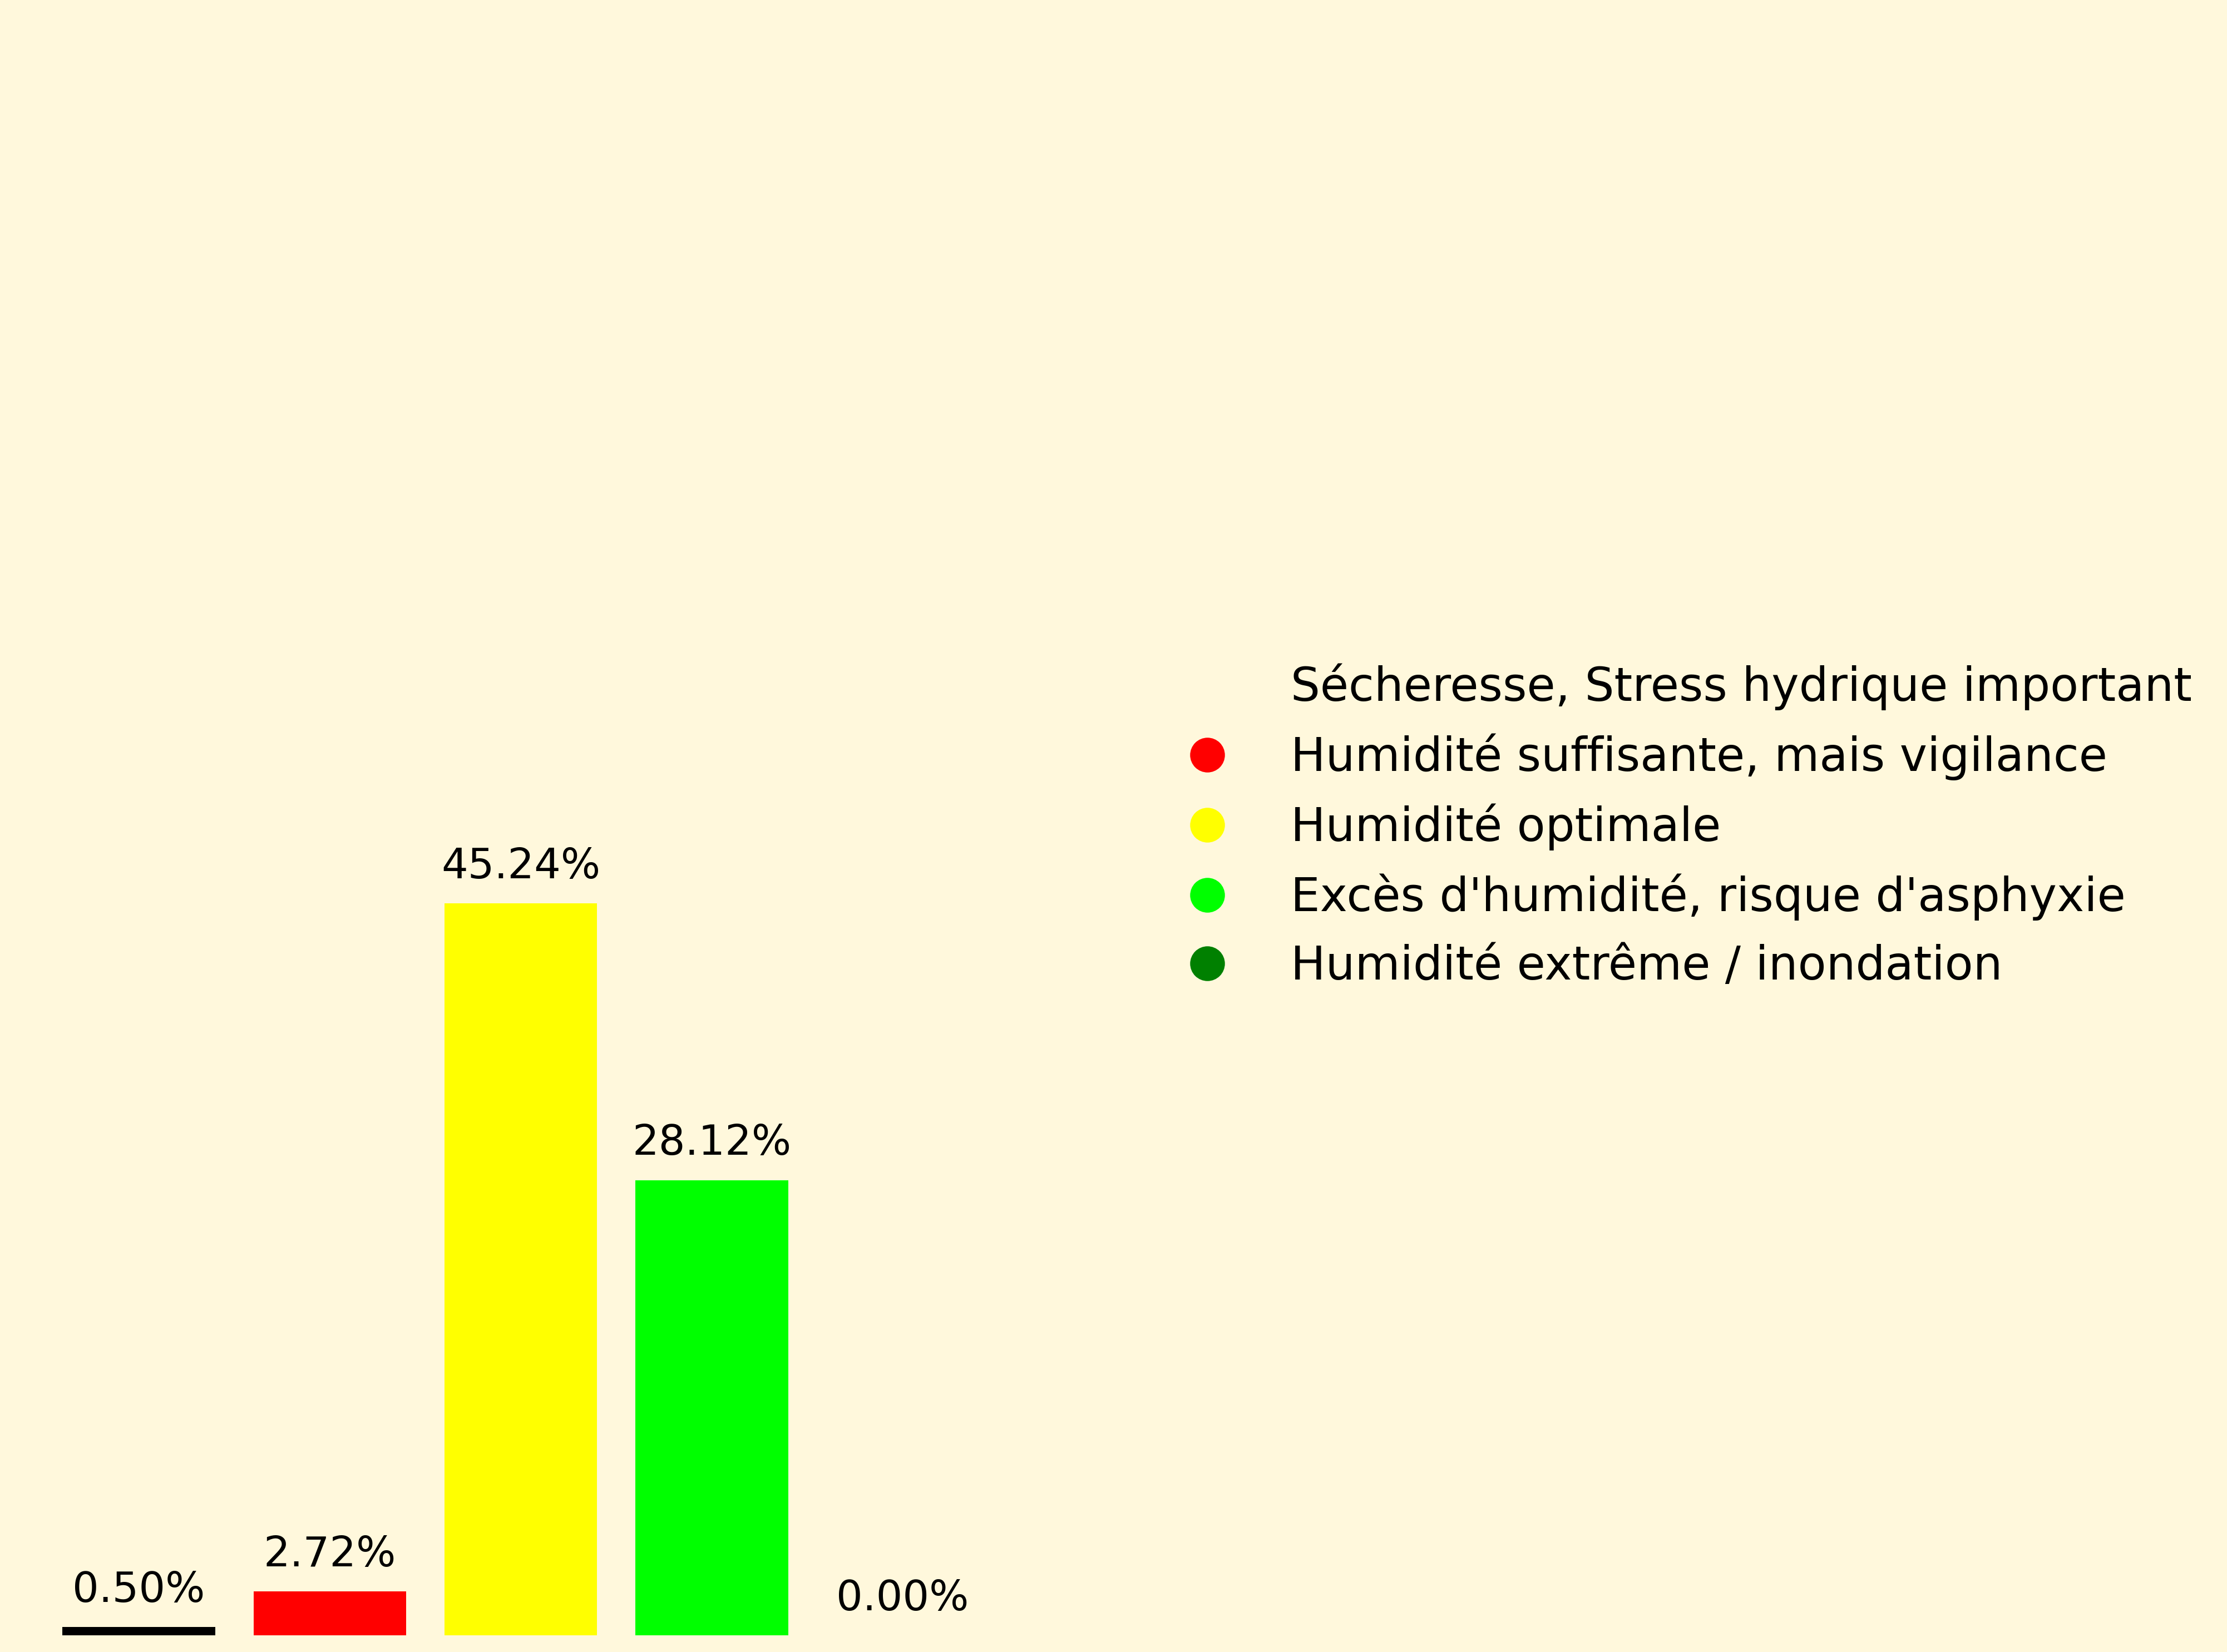 Sécheresse, Stress hydrique important
Humidité suffisante, mais vigilance
Humidité optimale
Excès d'humidité, risque d'asphyxie
Humidité extrême / inondation
45.24%
28.12%
2.72%
0.50%
0.00%